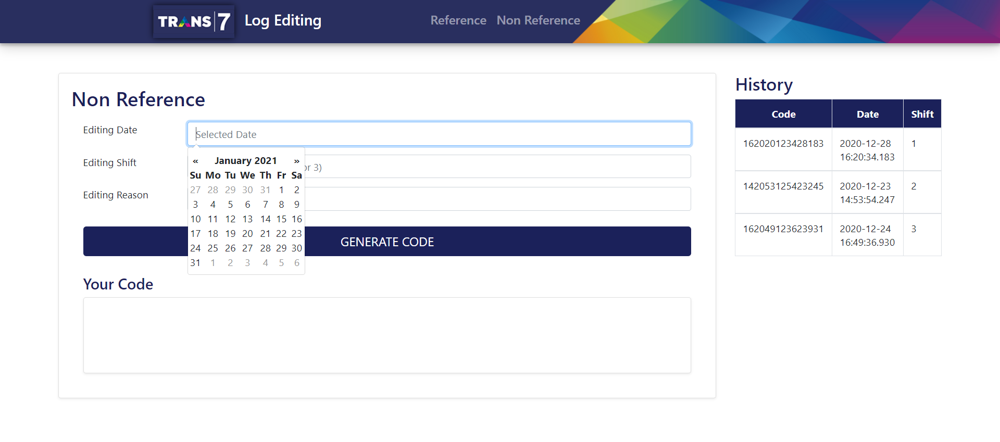 TRANS|7 Log Editing Reference Non Reference
Non Reference
Editing Date Selected Date
« January 2021 »
Su Mo Tu We Th Fr Sa
27 28 29 30 31 1 2
3 4 5 6 7 8 9
10 11 12 13 14 15 16
17 18 19 20 21 22 23
24 25 26 27 28 29 30
31 1 2 3 4 5 6
Editing Shift or 3)
Editing Reason
GENERATE CODE
Your Code
History
Code Date Shift
162020123428183 2020-12-28 1
16:20:34.183
142053125423245 2020-12-23 2
14:53:54.247
162049123623931 2020-12-24 3
16:49:36.930